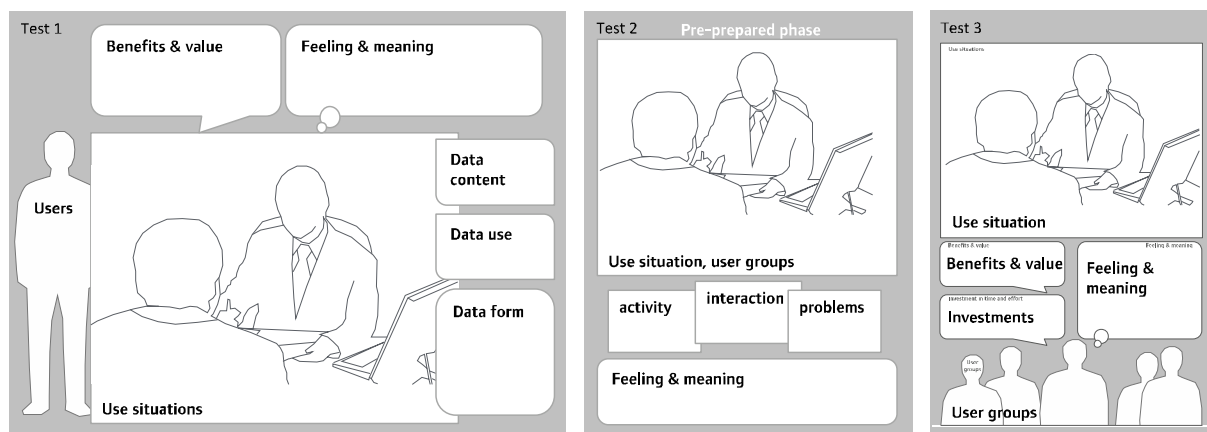 Test 1
Benefits & value
Feeling & meaning
Users
Data
content
Data use
Data form
Use situations
Test 2
Pre-prepared phase
Use situation, user groups
activity
interaction
problems
Feeling & meaning
Test 3
Use situations
Use situation
Benefits & value
Benefits & value
Feeling & meaning
Feeling &
meaning
Investment in time and effort
Investments
User
groups
User groups